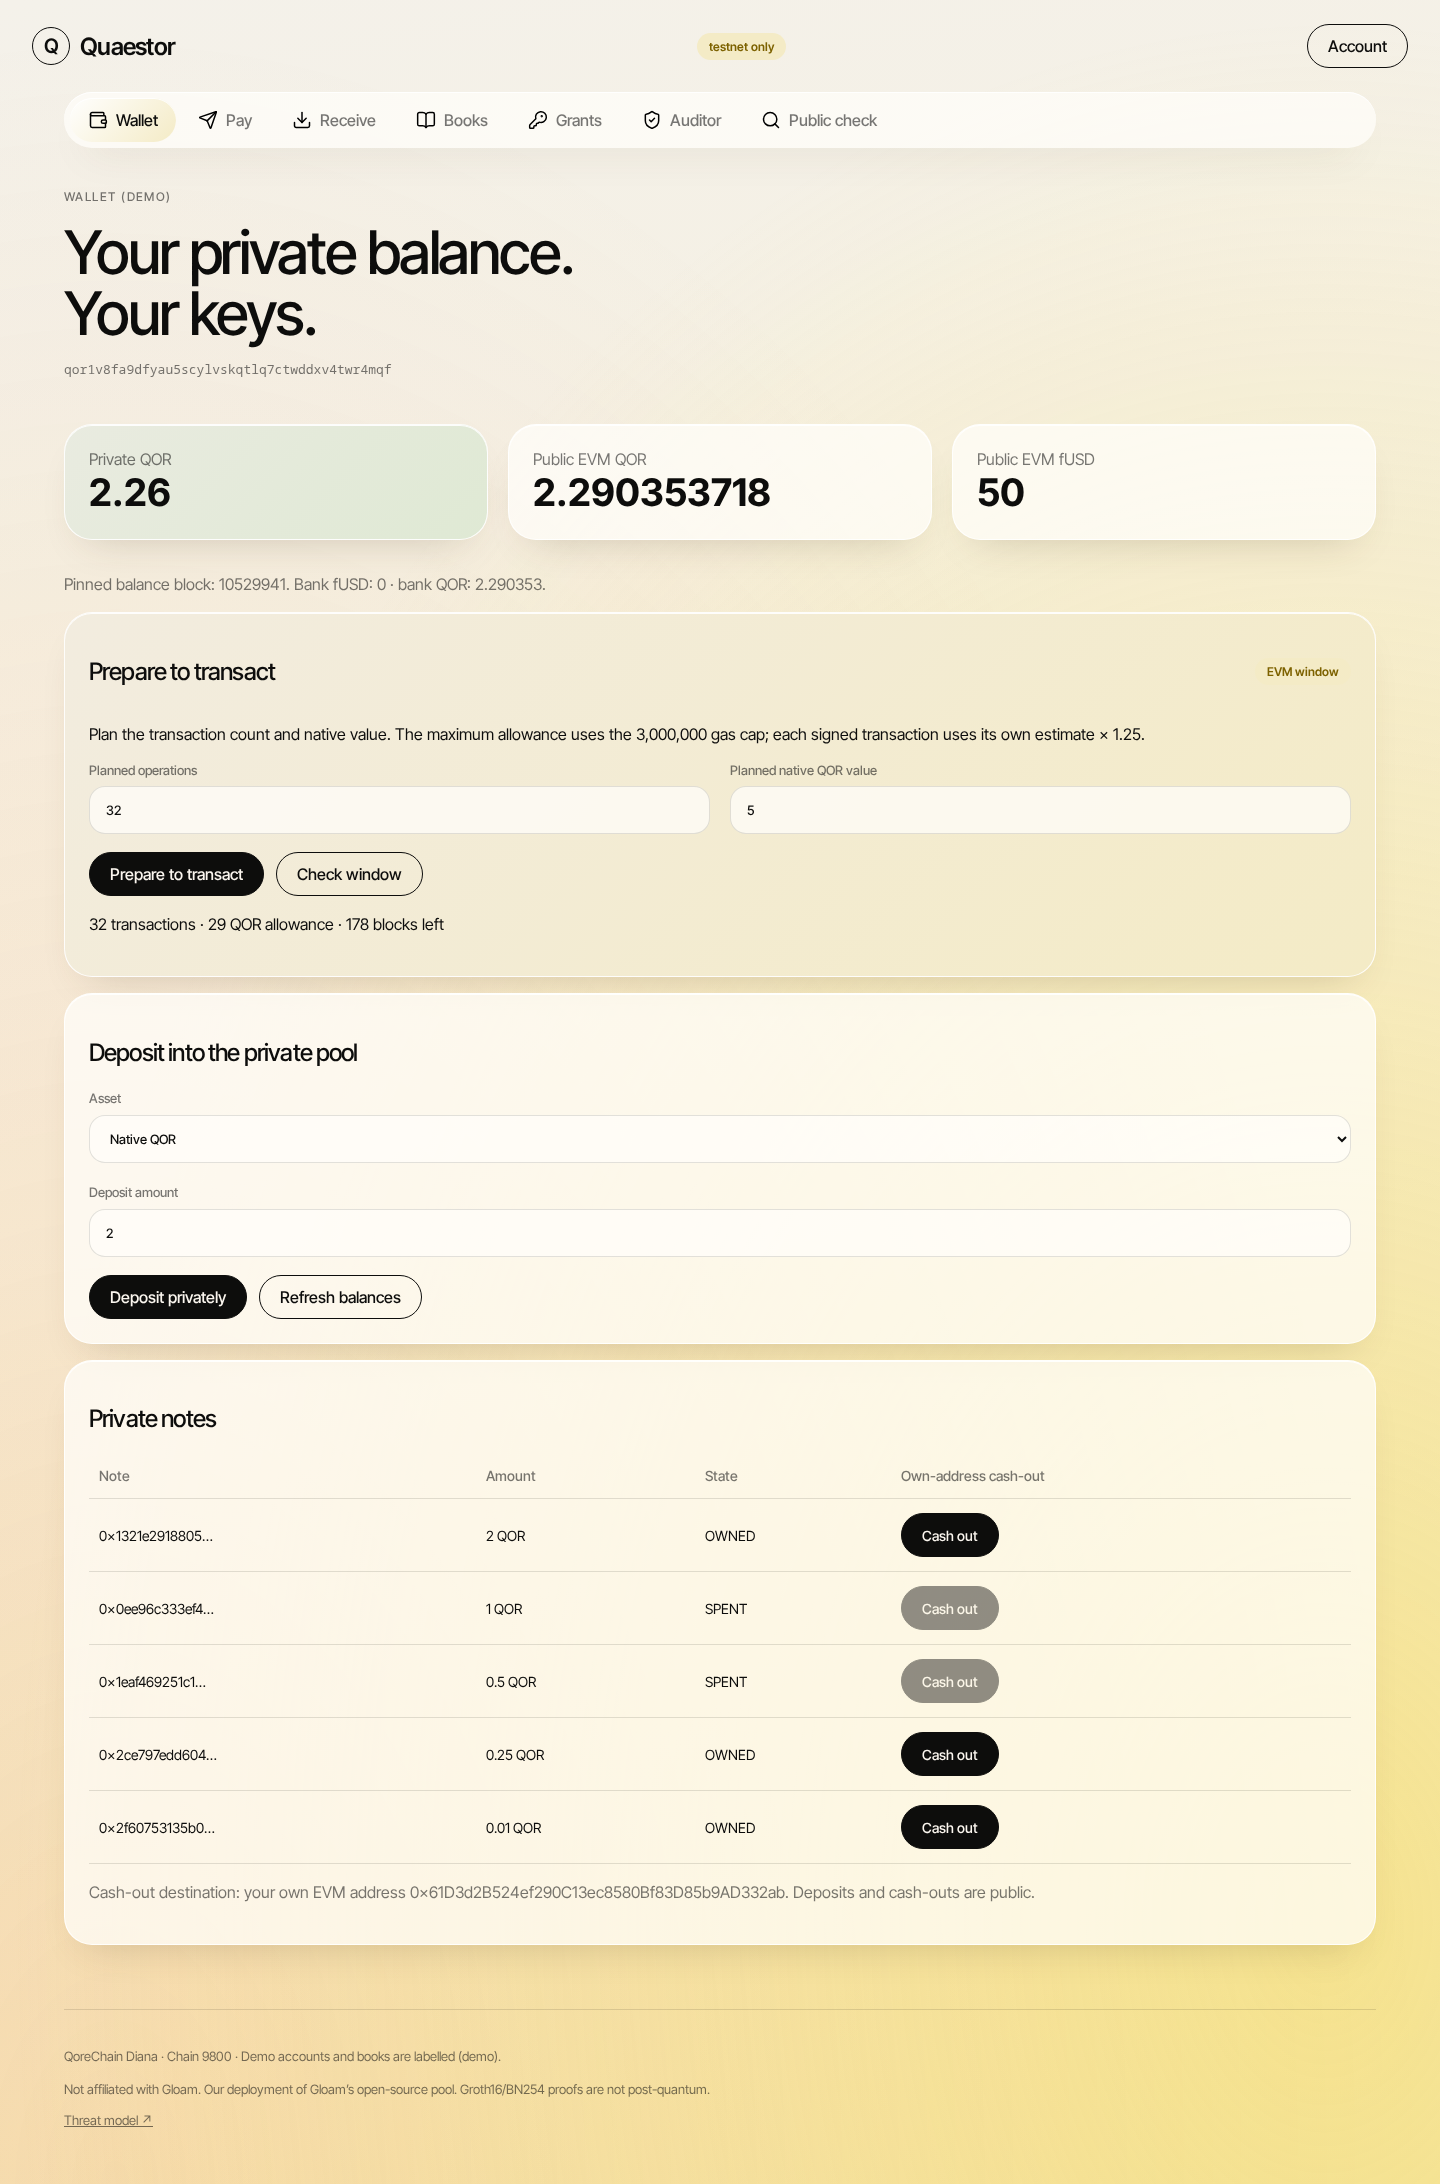 Q Quaestor
testnet only
Account
Wallet
Pay
Receive
Books
Grants
Auditor
Public check
WALLET (DEMO)
Your private balance.
Your keys.
qor1v8fa9dfyau5scylvskqtlq7ctwddxv4twr4mqf
Private QOR
2.26
Public EVM QOR
2.290353718
Public EVM fUSD
50
Pinned balance block: 10529941. Bank fUSD: 0 · bank QOR: 2.290353.
Prepare to transact
EVM window
Plan the transaction count and native value. The maximum allowance uses the 3,000,000 gas cap; each signed transaction uses its own estimate × 1.25.
Planned operations
Planned native QOR value
32
5
Prepare to transact
Check window
32 transactions · 29 QOR allowance · 178 blocks left
Deposit into the private pool
Asset
Native QOR
Deposit amount
2
Deposit privately
Refresh balances
Private notes
Note Amount State Own-address cash-out
0x1321e2918805... 2 QOR OWNED Cash out
0x0ee96c333ef4... 1 QOR SPENT Cash out
0x1eaf469251c1... 0.5 QOR SPENT Cash out
0x2ce797edd604... 0.25 QOR OWNED Cash out
0x2f60753135b0... 0.01 QOR OWNED Cash out
Cash-out destination: your own EVM address 0x61D3d2B524ef290C13ec8580Bf83D85b9AD332ab. Deposits and cash-outs are public.
QoreChain Diana · Chain 9800 · Demo accounts and books are labelled (demo).
Not affiliated with Gloam. Our deployment of Gloam's open-source pool. Groth16/BN254 proofs are not post-quantum.
Threat model ↗